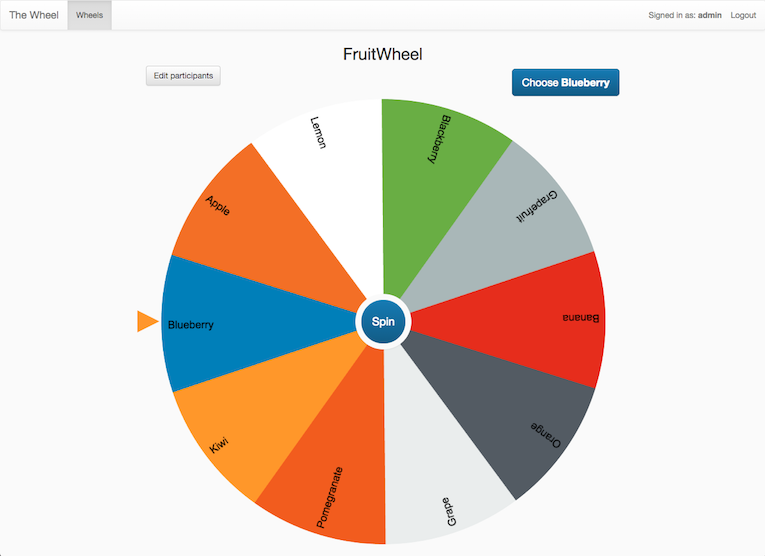 The Wheel
Wheels
Signed in as: admin
Logout
FruitWheel
Edit participants
Choose Blueberry
Lemon
Blackberry
Apple
Grapefruit
Blueberry
Spin
Banana
Kiwi
Orange
Pomegranate
Grape